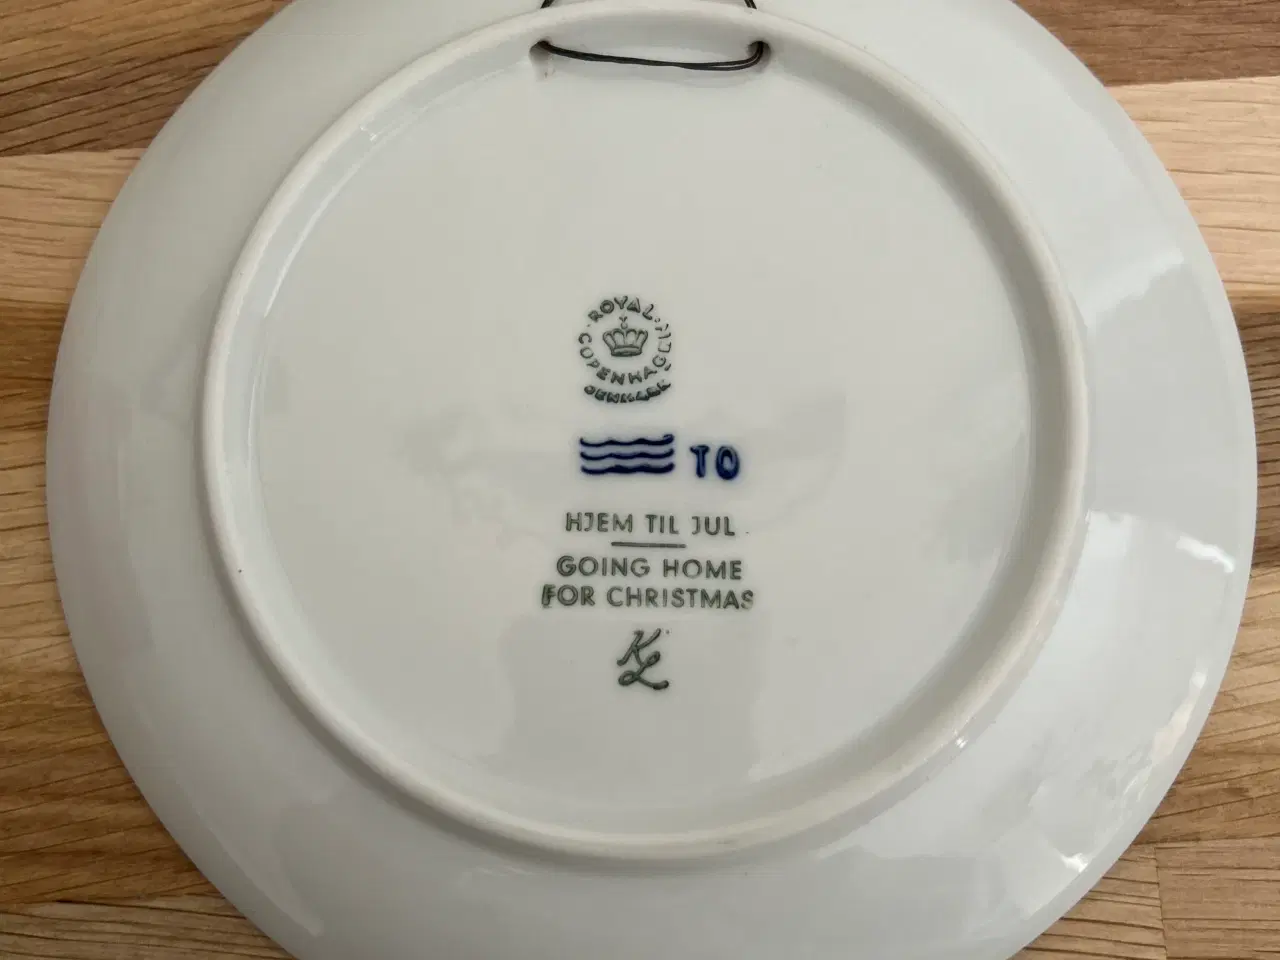 ROYAL COPENHAGEN
DENMARK
TO
HJEM TIL JUL
GOING HOME
FOR CHRISTMAS
KL